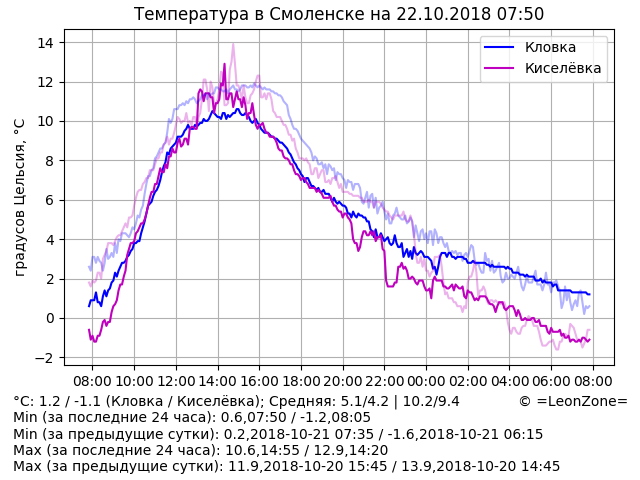 Температура в Смоленске на 22.10.2018 07:50
градусов Цельсия, °C
14
12
10
8
6
4
2
0
−2
Кловка
Киселёвка
08:00 10:00 12:00 14:00 16:00 18:00 20:00 22:00 00:00 02:00 04:00 06:00 08:00
°C: 1.2 / -1.1 (Кловка / Киселёвка); Средняя: 5.1/4.2 | 10.2/9.4 © =LeonZone=
Min (за последние 24 часа): 0.6,07:50 / -1.2,08:05
Min (за предыдущие сутки): 0.2,2018-10-21 07:35 / -1.6,2018-10-21 06:15
Max (за последние 24 часа): 10.6,14:55 / 12.9,14:20
Max (за предыдущие сутки): 11.9,2018-10-20 15:45 / 13.9,2018-10-20 14:45